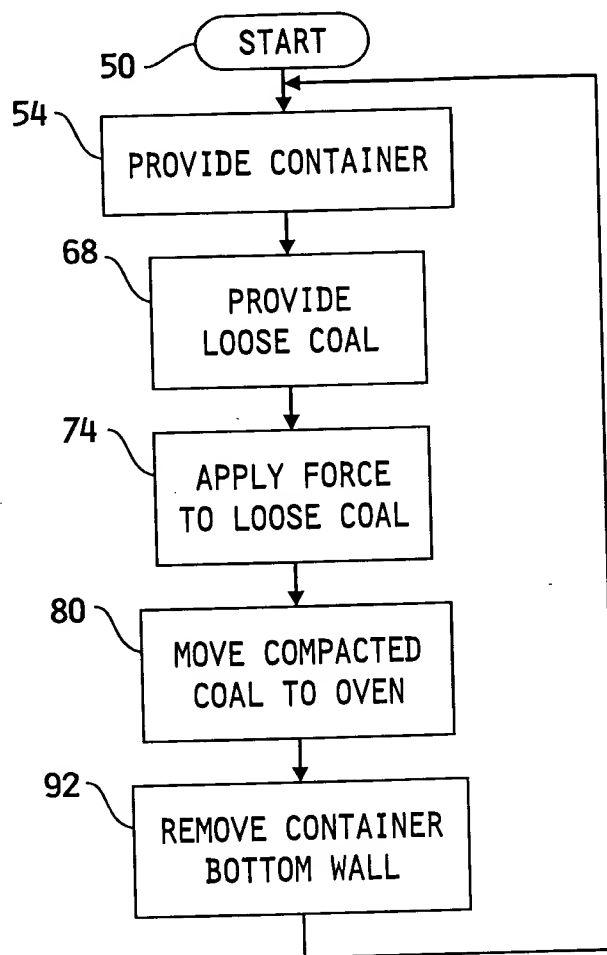 START
50
54
PROVIDE CONTAINER
68
PROVIDE
LOOSE COAL
74
APPLY FORCE
TO LOOSE COAL
80
MOVE COMPACTED
COAL TO OVEN
92
REMOVE CONTAINER
BOTTOM WALL